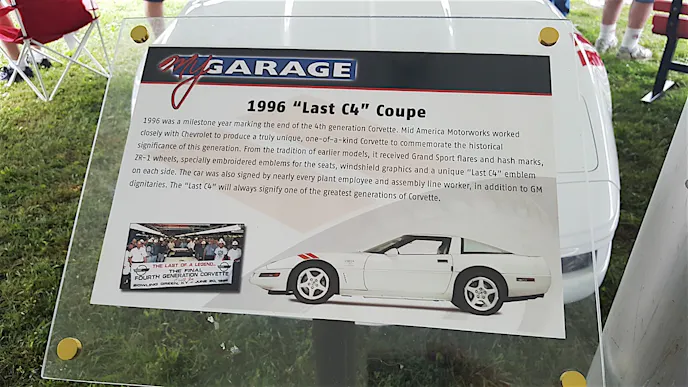 my GARAGE
1996 “Last C4” Coupe
1996 was a milestone year marking the end of the 4th generation Corvette. Mid America Motorworks worked
closely with Chevrolet to produce a truly unique, one-of-a-kind Corvette to commemorate the historical
significance of this generation. From the tradition of earlier models, it received Grand Sport flares and hash marks,
ZR-1 wheels, specially embroidered emblems for the seats, windshield graphics and a unique “Last C4” emblem
on each side. The car was also signed by nearly every plant employee and assembly line worker, in addition to GM
dignitaries. The “Last C4” will always signify one of the greatest generations of Corvette.
THE LAST OF A LEGEND..
THE FINAL
FOURTH GENERATION CORVETTE
BOWLING GREEN, KY - JUNE 20, 1996